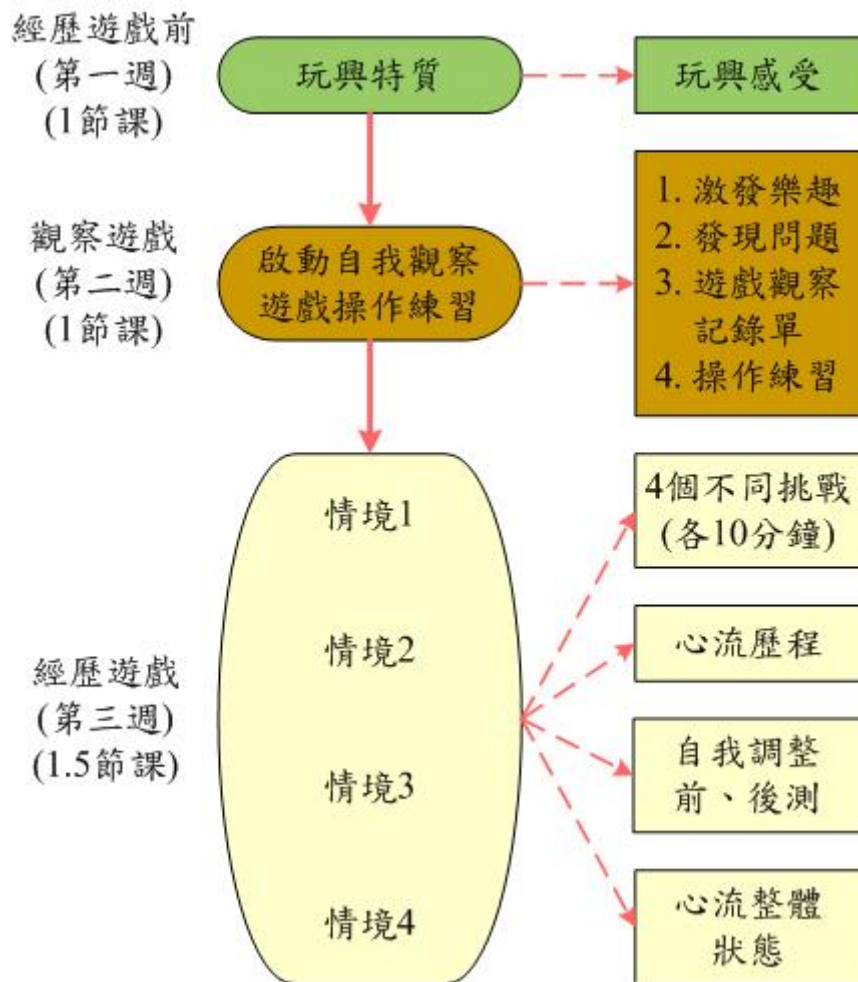 經歷遊戲前
(第一週)
(1節課)
玩興特質
玩興感受
觀察遊戲
(第二週)
(1節課)
啟動自我觀察
遊戲操作練習
1. 激發樂趣
2. 發現問題
3. 遊戲觀察
記錄單
4. 操作練習
經歷遊戲
(第三週)
(1.5節課)
情境1
情境2
情境3
情境4
4個不同挑戰
(各10分鐘)
心流歷程
自我調整
前、後測
心流整體
狀態